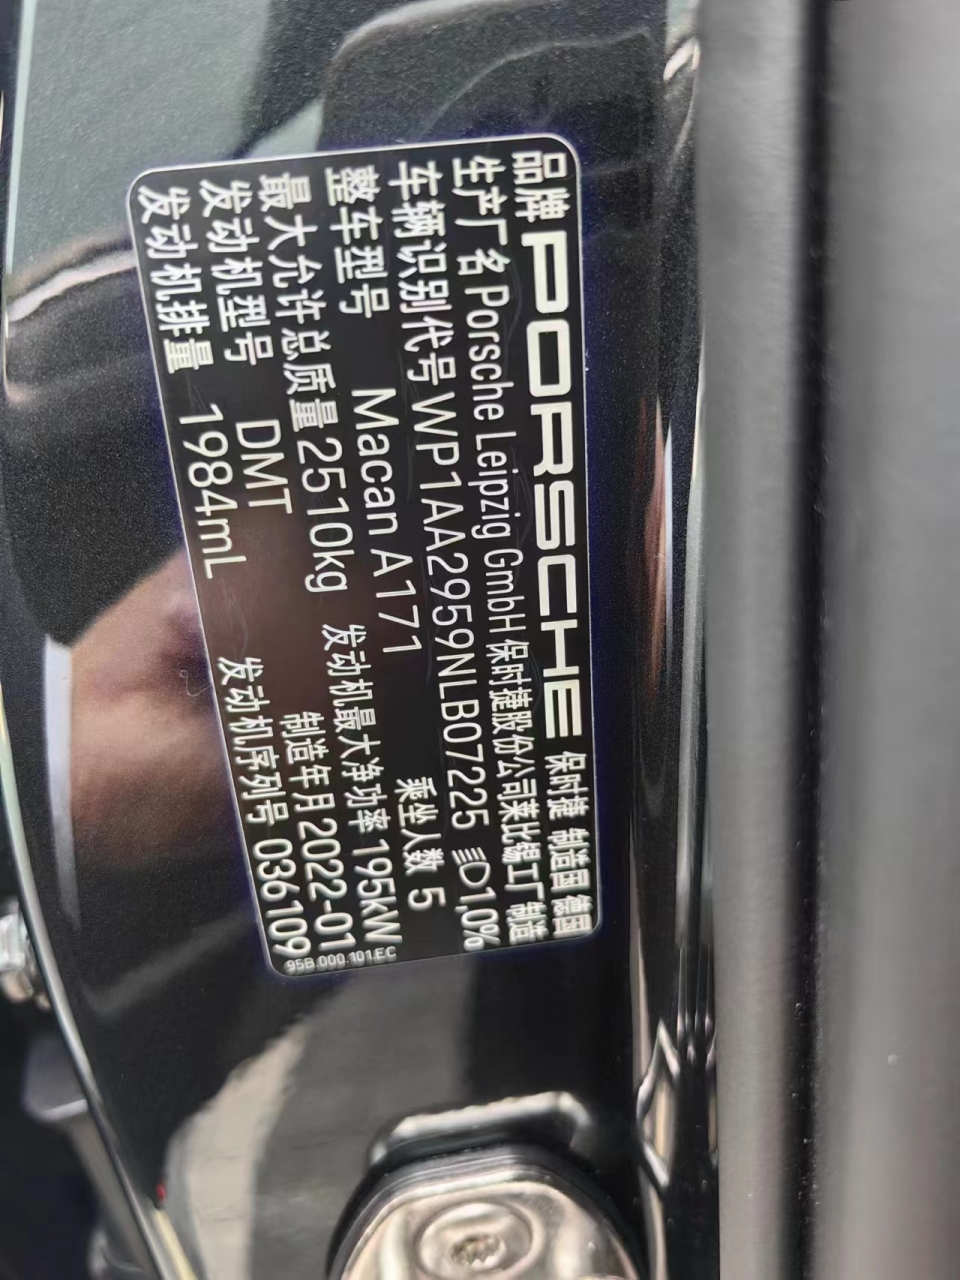 品牌 PORSCHE 保时捷 制造国 德国
生产厂名 Porsche Leipzig GmbH 保时捷股份公司莱比锡工厂 制造
车辆识别代号 WP1AA2959NLB07225 1,0%
整车型号 Macan A171 乘坐人数 5
最大允许总质量 2510kg 发动机最大净功率 195kW
发动机型号 DMT 制造年月 2022-01
发动机排量 1984mL 发动机序列号 036109
95B.000.101.EC